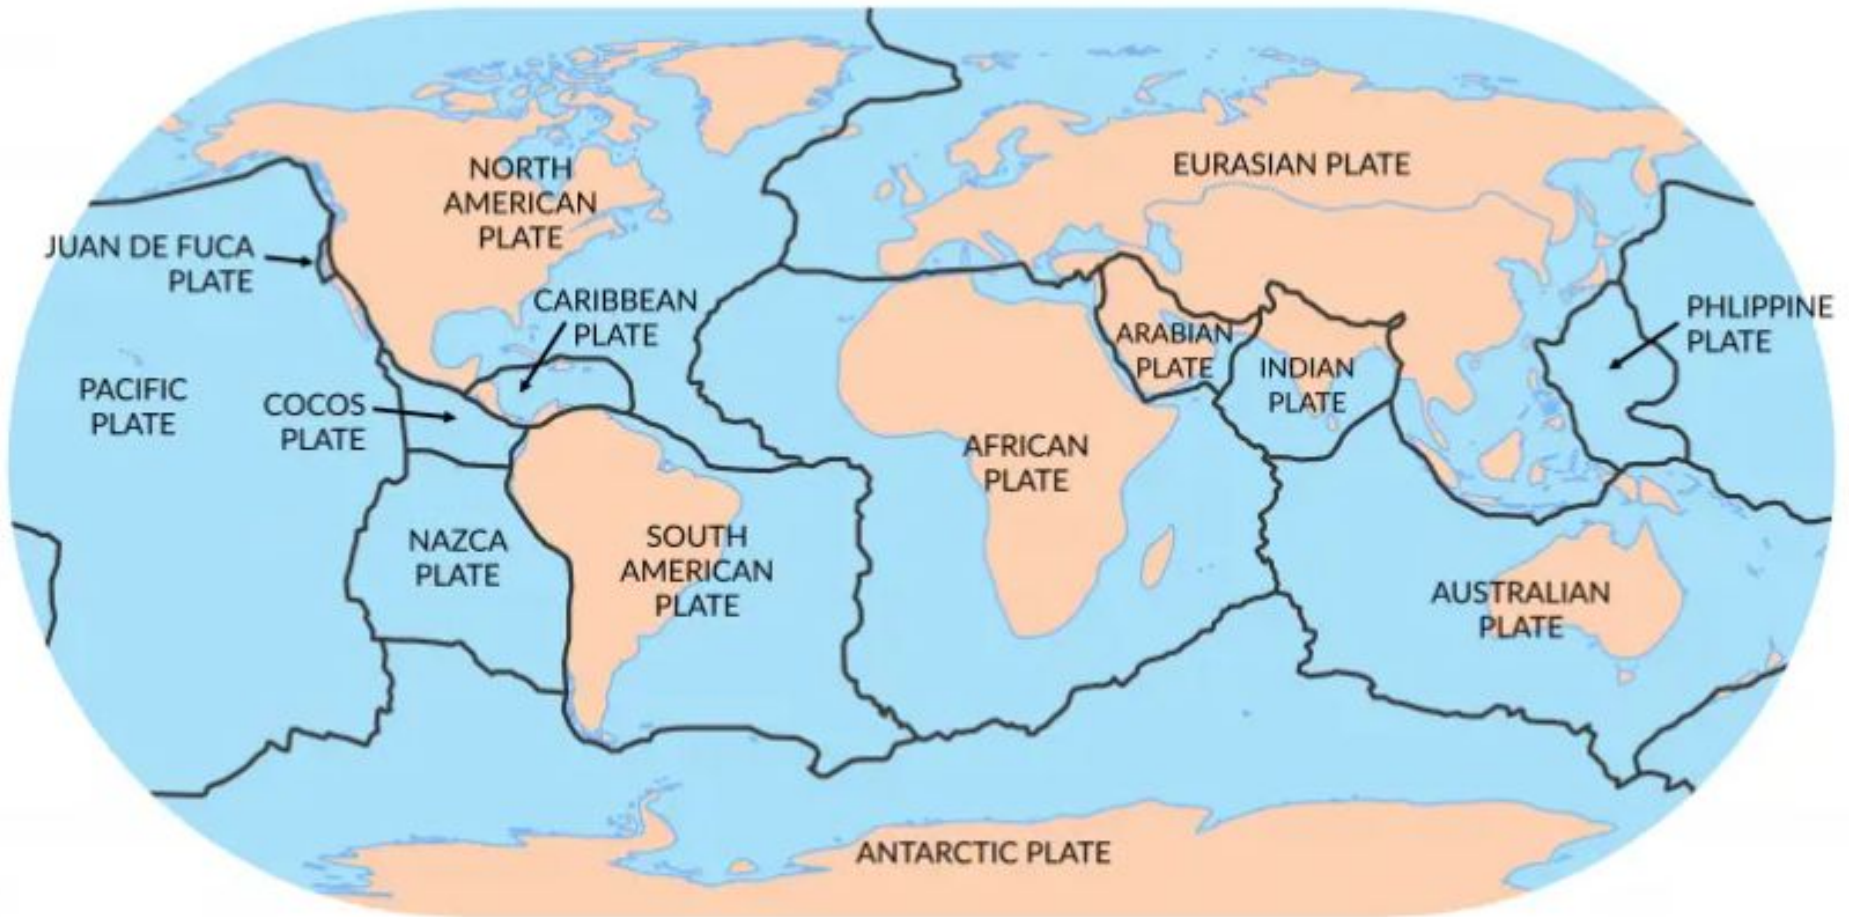 NORTH
AMERICAN
PLATE
EURASIAN PLATE
JUAN DE FUCA
PLATE
CARIBBEAN
PLATE
PHLIPPINE
PLATE
ARABIAN
PLATE
INDIAN
PLATE
PACIFIC
PLATE
COCOS
PLATE
AFRICAN
PLATE
NAZCA
PLATE
SOUTH
AMERICAN
PLATE
AUSTRALIAN
PLATE
ANTARCTIC PLATE